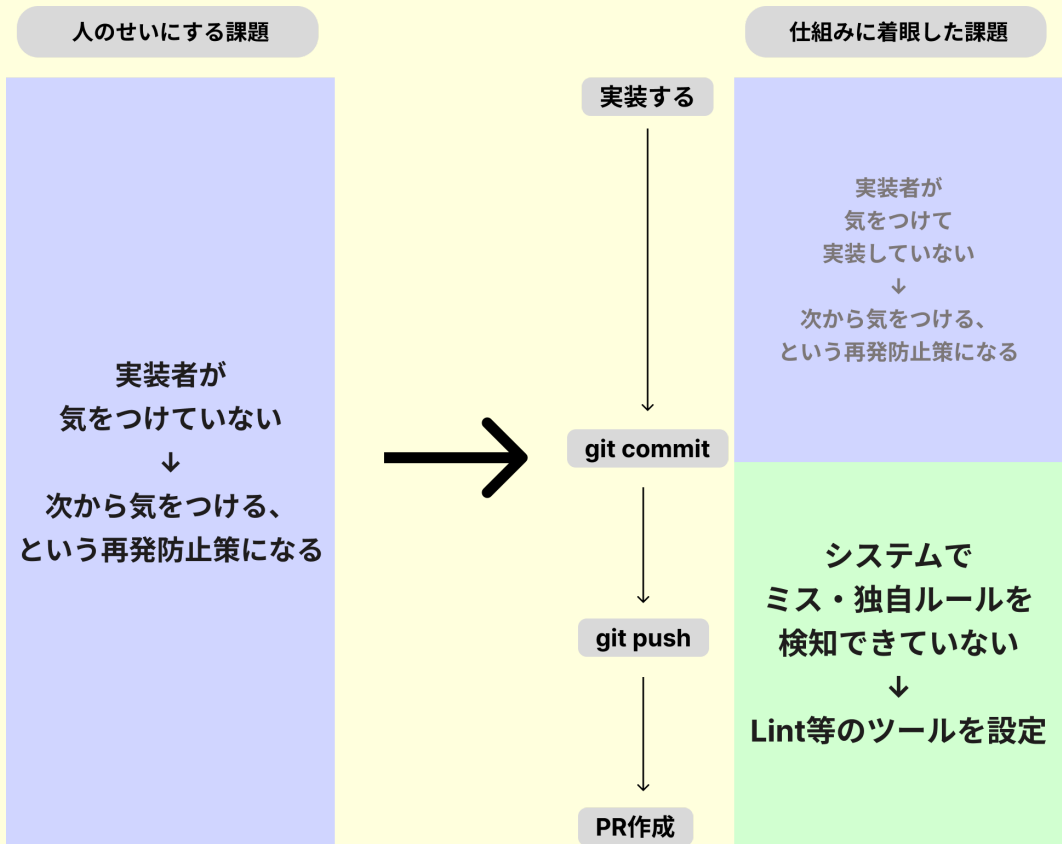 人のせいにする課題
実装者が
気をつけていない
↓
次から気をつける、
という再発防止策になる
実装する
git commit
git push
PR作成
仕組みに着眼した課題
実装者が
気をつけて
実装していない
↓
次から気をつける、
という再発防止策になる
システムで
ミス・独自ルールを
検知できていない
↓
Lint等のツールを設定